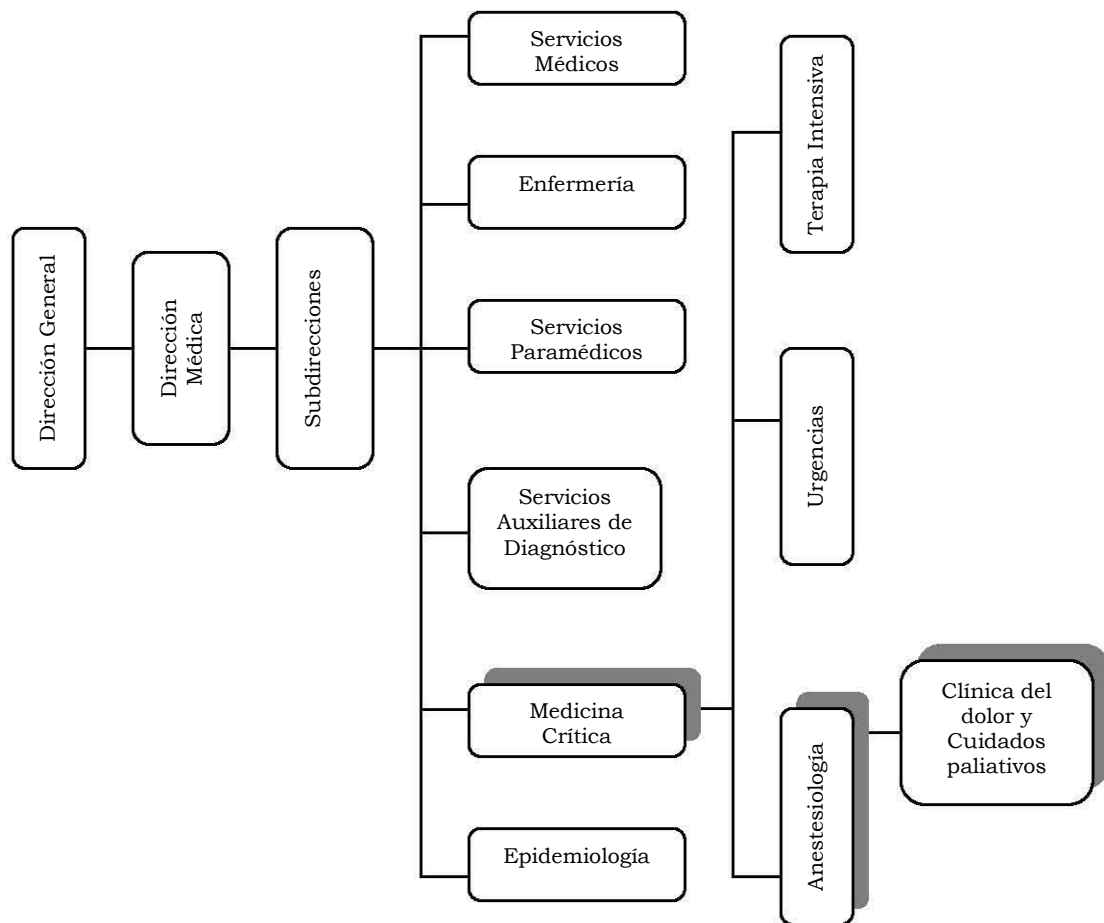 Dirección General
Dirección
Médica
Subdirecciones
Servicios
Médicos
Enfermería
Servicios
Paramédicos
Servicios
Auxiliares de
Diagnóstico
Medicina
Crítica
Epidemiología
Terapia Intensiva
Urgencias
Anestesiología
Clínica del
dolor y
Cuidados
paliativos